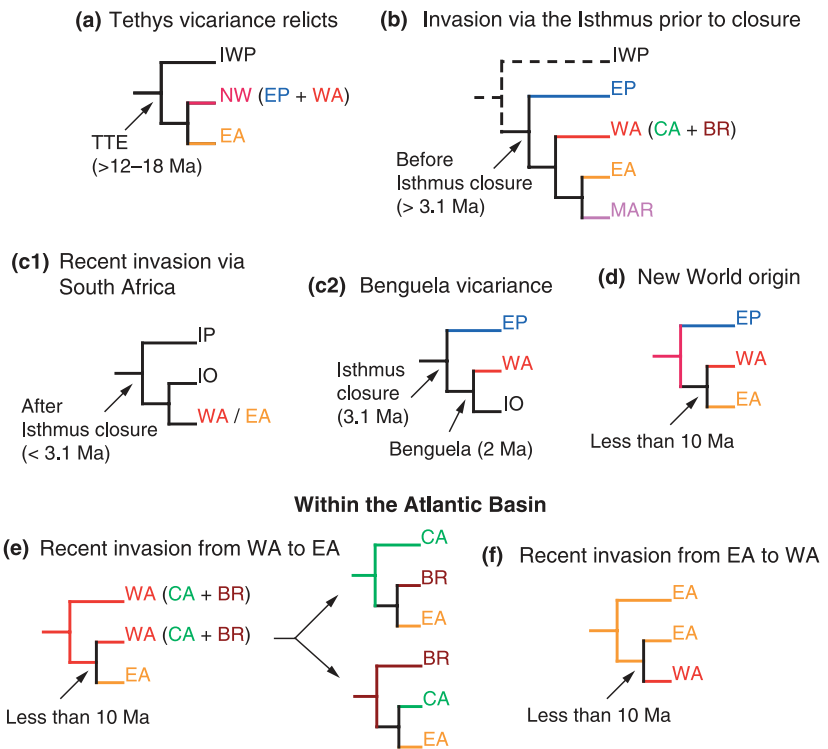 (a) Tethys vicariance relicts
IWP
NW (EP + WA)
EA
TTE
(>12–18 Ma)
(b) Invasion via the Isthmus prior to closure
IWP
EP
WA (CA + BR)
EA
MAR
Before
Isthmus closure
(> 3.1 Ma)
(c1) Recent invasion via
South Africa
IP
IO
WA / EA
After
Isthmus closure
(< 3.1 Ma)
(c2) Benguela vicariance
EP
WA
IO
Isthmus
closure
(3.1 Ma)
Benguela (2 Ma)
(d) New World origin
EP
WA
EA
Less than 10 Ma
Within the Atlantic Basin
(e) Recent invasion from WA to EA
WA (CA + BR)
WA (CA + BR)
EA
Less than 10 Ma
CA
BR
EA
BR
CA
EA
(f) Recent invasion from EA to WA
EA
EA
WA
Less than 10 Ma